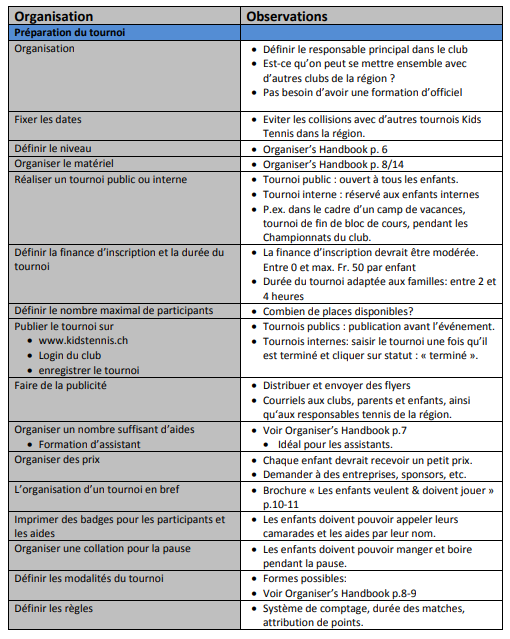 Organisation Observations
Préparation du tournoi
Organisation
• Définir le responsable principal dans le club
• Est-ce qu'on peut se mettre ensemble avec
d'autres clubs de la région ?
• Pas besoin d'avoir une formation d'officiel
Fixer les dates
• Eviter les collisions avec d'autres tournois Kids
Tennis dans la région.
Définir le niveau
• Organiser's Handbook p. 6
Organiser le matériel
• Organiser's Handbook p. 8/14
Réaliser un tournoi public ou interne
• Tournoi public : ouvert à tous les enfants.
• Tournoi interne : réservé aux enfants internes
• P.ex. dans le cadre d'un camp de vacances,
tournoi de fin de bloc de cours, pendant les
Championnats du club.
Définir la finance d'inscription et la durée du
tournoi
• La finance d'inscription devrait être modérée.
Entre 0 et max. Fr. 50 par enfant
• Durée du tournoi adaptée aux familles: entre 2 et
4 heures
Définir le nombre maximal de participants
• Combien de places disponibles?
Publier le tournoi sur
• www.kidstennis.ch
• Login du club
• enregistrer le tournoi
• Tournois publics : publication avant l'événement.
• Tournois internes: saisir le tournoi une fois qu'il
est terminé et cliquer sur statut : « terminé ».
Faire de la publicité
• Distribuer et envoyer des flyers
• Courriels aux clubs, parents et enfants, ainsi
qu'aux responsables tennis de la région.
Organiser un nombre suffisant d'aides
• Formation d'assistant
• Voir Organiser's Handbook p.7
• Idéal pour les assistants.
Organiser des prix
• Chaque enfant devrait recevoir un petit prix.
• Demander à des entreprises, sponsors, etc.
L'organisation d'un tournoi en bref
• Brochure « Les enfants veulent & doivent jouer »
p.10-11
Imprimer des badges pour les participants et
les aides
• Les enfants doivent pouvoir appeler leurs
camarades et les aides par leur nom.
Organiser une collation pour la pause
• Les enfants doivent pouvoir manger et boire
pendant la pause.
Définir les modalités du tournoi
• Formes possibles:
• Voir Organiser's Handbook p.8-9
Définir les règles
• Système de comptage, durée des matches,
attribution de points.